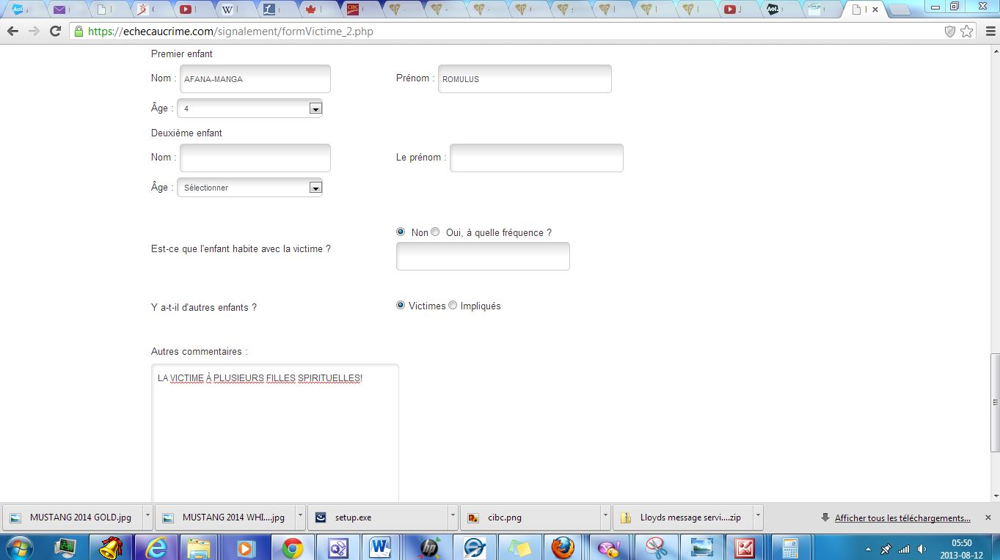 Aol.
W
CIBC
Aol.
https://echecaucrime.com/signalement/formVictime_2.php
Premier enfant
Nom : AFANA-MANGA Prénom : ROMULUS
Âge : 4
Deuxième enfant
Nom : Le prénom :
Âge : Sélectionner
Non Oui, à quelle fréquence ?
Est-ce que l'enfant habite avec la victime ?
Y a-t-il d'autres enfants ? Victimes Impliqués
Autres commentaires :
LA VICTIME À PLUSIEURS FILLES SPIRITUELLES!
MUSTANG 2014 GOLD.jpg MUSTANG 2014 WHI....jpg setup.exe cibc.png Lloyds message servi....zip Afficher tous les téléchargements...
05:50
2013-08-12